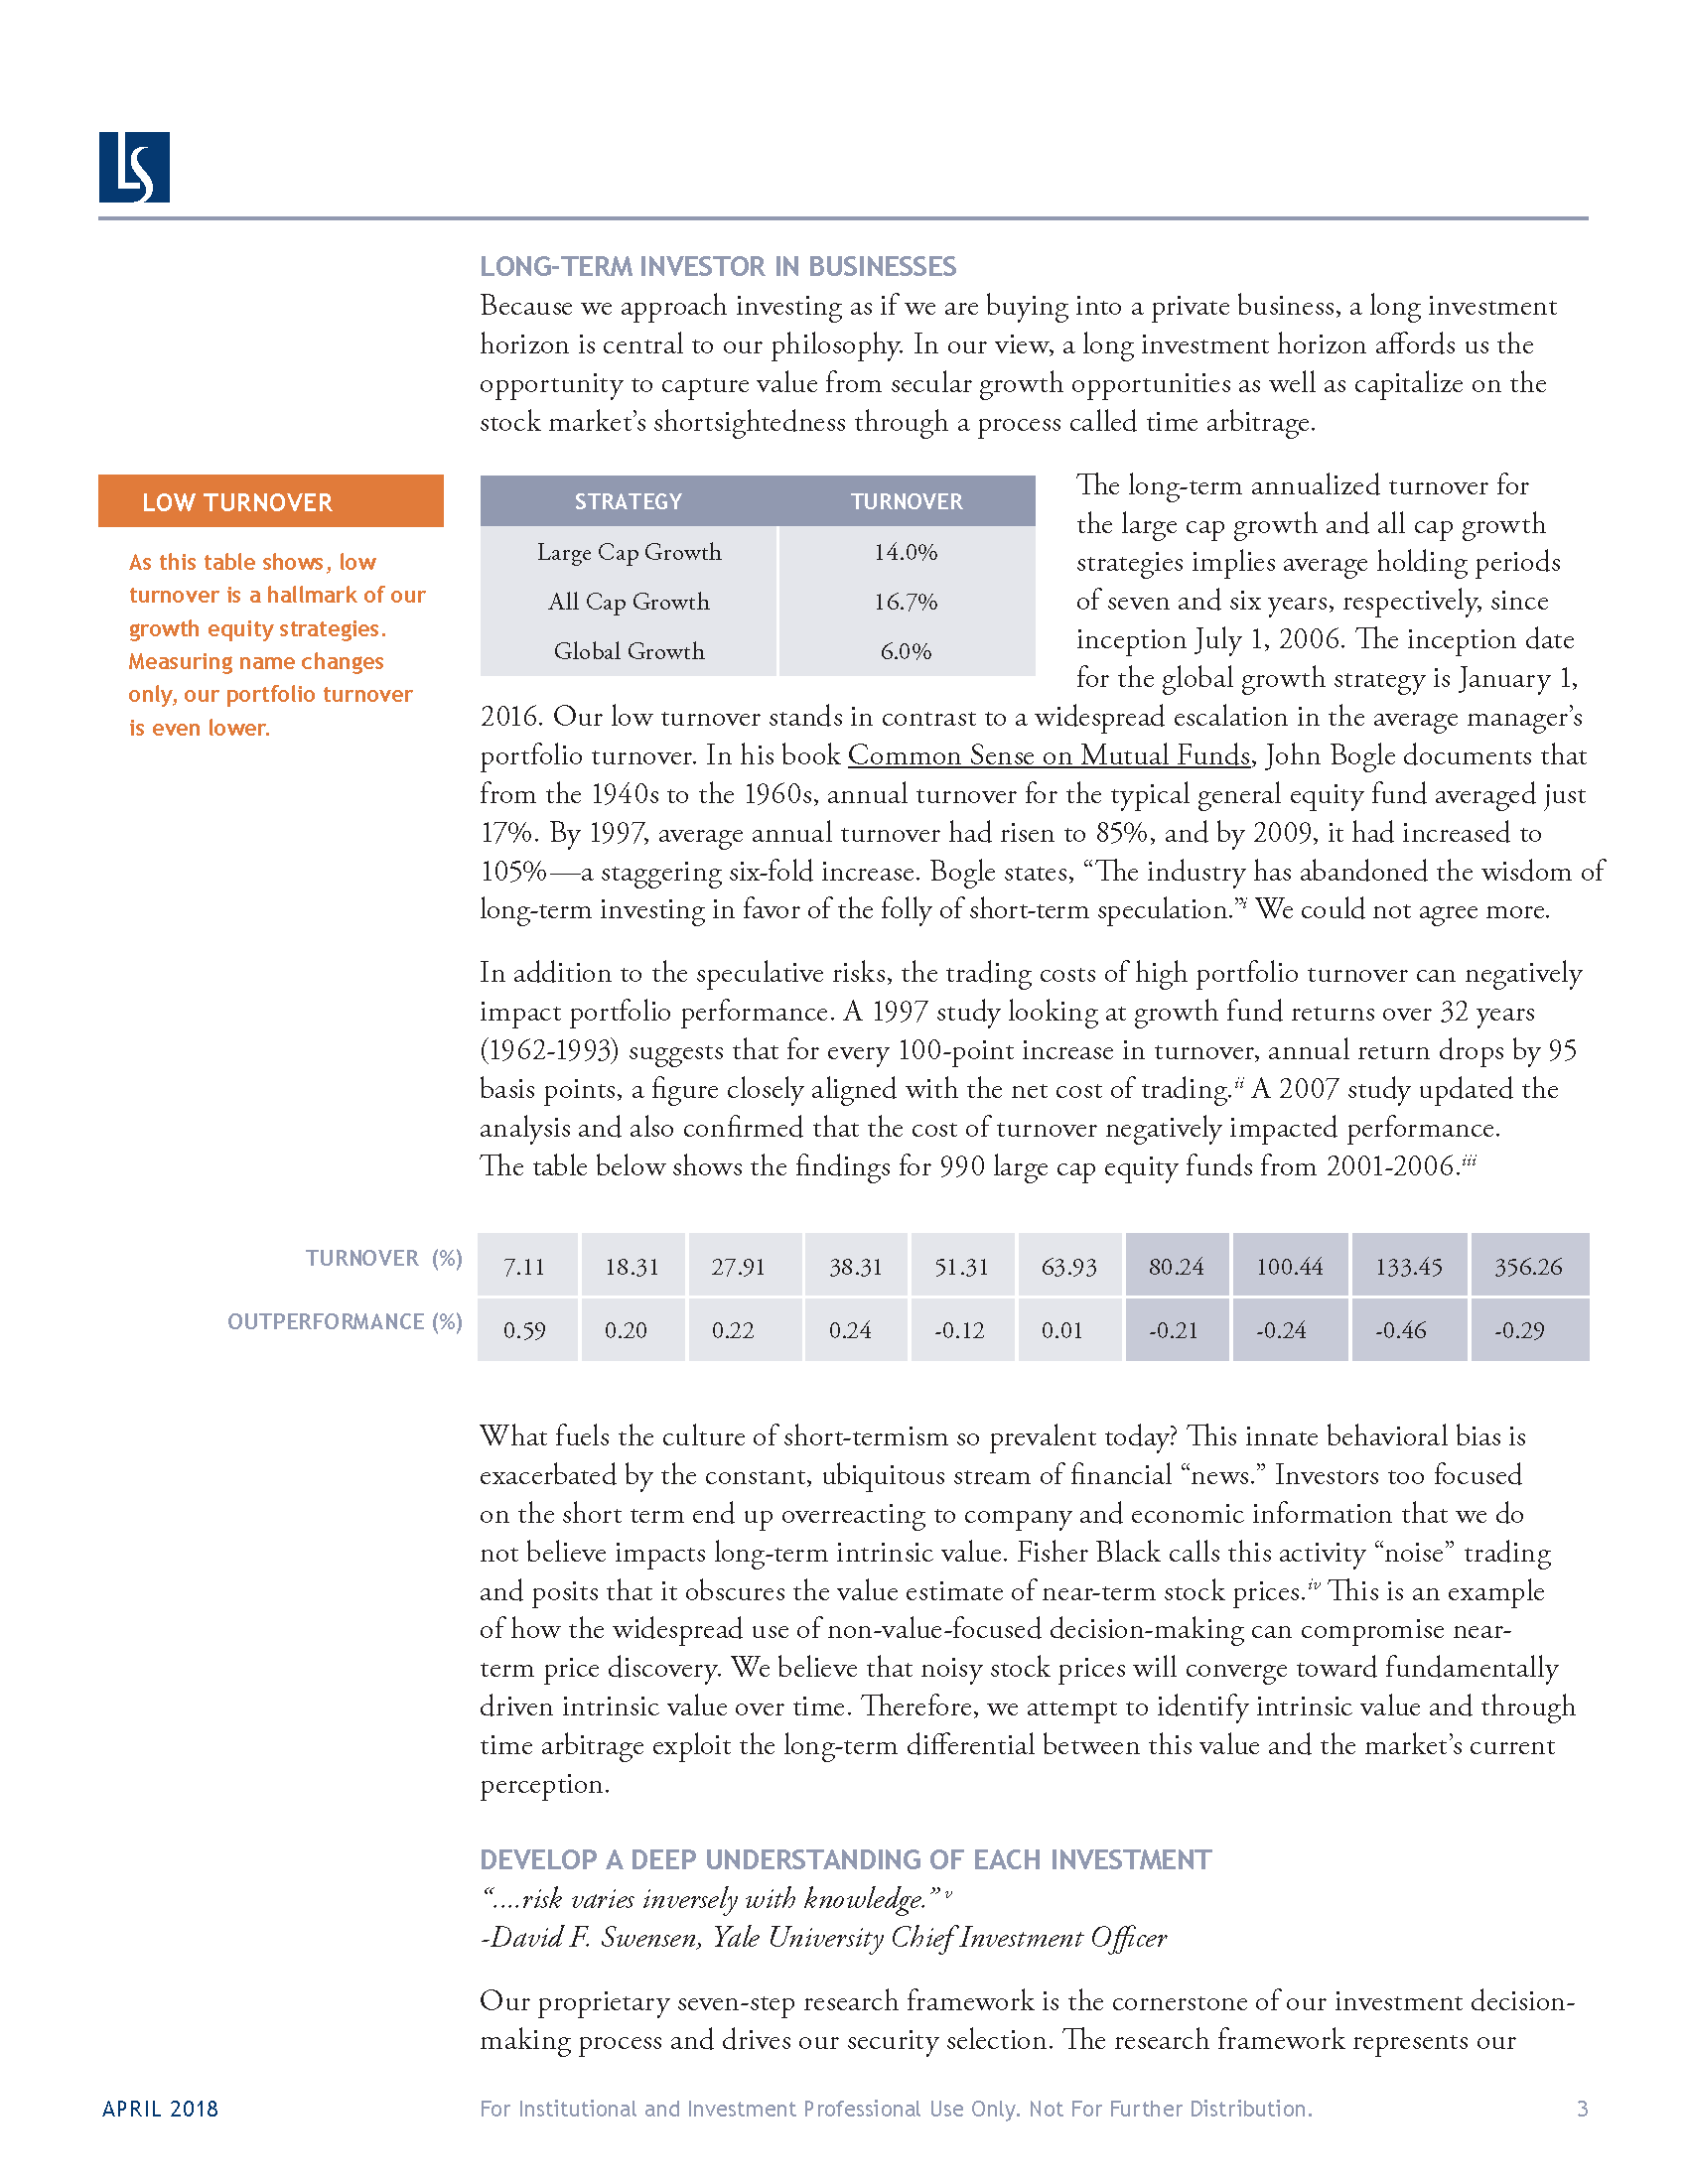 LS
LONG-TERM INVESTOR IN BUSINESSES
Because we approach investing as if we are buying into a private business, a long investment
horizon is central to our philosophy. In our view, a long investment horizon affords us the
opportunity to capture value from secular growth opportunities as well as capitalize on the
stock market’s shortsightedness through a process called time arbitrage.
LOW TURNOVER
As this table shows, low
turnover is a hallmark of our
growth equity strategies.
Measuring name changes
only, our portfolio turnover
is even lower.
STRATEGY TURNOVER
Large Cap Growth 14.0%
All Cap Growth 16.7%
Global Growth 6.0%
The long-term annualized turnover for
the large cap growth and all cap growth
strategies implies average holding periods
of seven and six years, respectively, since
inception July 1, 2006. The inception date
for the global growth strategy is January 1,
2016. Our low turnover stands in contrast to a widespread escalation in the average manager’s
portfolio turnover. In his book Common Sense on Mutual Funds, John Bogle documents that
from the 1940s to the 1960s, annual turnover for the typical general equity fund averaged just
17%. By 1997, average annual turnover had risen to 85%, and by 2009, it had increased to
105%—a staggering six-fold increase. Bogle states, “The industry has abandoned the wisdom of
long-term investing in favor of the folly of short-term speculation.”i We could not agree more.
In addition to the speculative risks, the trading costs of high portfolio turnover can negatively
impact portfolio performance. A 1997 study looking at growth fund returns over 32 years
(1962-1993) suggests that for every 100-point increase in turnover, annual return drops by 95
basis points, a figure closely aligned with the net cost of trading.ii A 2007 study updated the
analysis and also confirmed that the cost of turnover negatively impacted performance.
The table below shows the findings for 990 large cap equity funds from 2001-2006.iii
TURNOVER (%) 7.11 18.31 27.91 38.31 51.31 63.93 80.24 100.44 133.45 356.26
OUTPERFORMANCE (%) 0.59 0.20 0.22 0.24 -0.12 0.01 -0.21 -0.24 -0.46 -0.29
What fuels the culture of short-termism so prevalent today? This innate behavioral bias is
exacerbated by the constant, ubiquitous stream of financial “news.” Investors too focused
on the short term end up overreacting to company and economic information that we do
not believe impacts long-term intrinsic value. Fisher Black calls this activity “noise” trading
and posits that it obscures the value estimate of near-term stock prices.iv This is an example
of how the widespread use of non-value-focused decision-making can compromise near-
term price discovery. We believe that noisy stock prices will converge toward fundamentally
driven intrinsic value over time. Therefore, we attempt to identify intrinsic value and through
time arbitrage exploit the long-term differential between this value and the market’s current
perception.
DEVELOP A DEEP UNDERSTANDING OF EACH INVESTMENT
“....risk varies inversely with knowledge.” v
-David F. Swensen, Yale University Chief Investment Officer
Our proprietary seven-step research framework is the cornerstone of our investment decision-
making process and drives our security selection. The research framework represents our
APRIL 2018 For Institutional and Investment Professional Use Only. Not For Further Distribution. 3